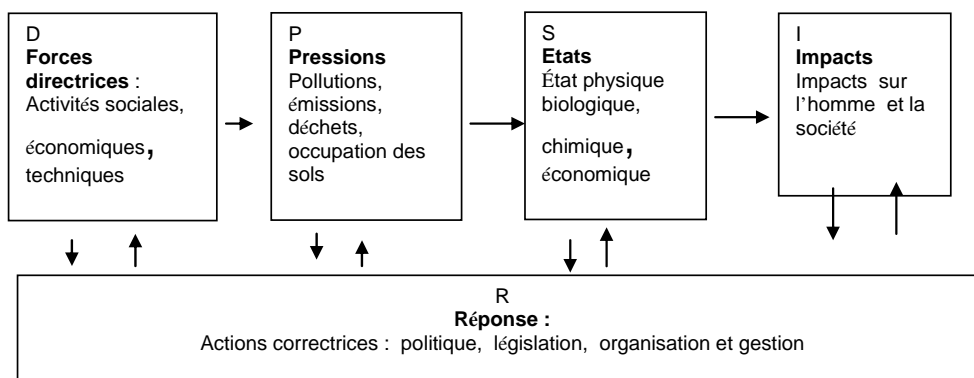 D
Forces
directrices :
Activités sociales,
économiques,
techniques
P
Pressions
Pollutions,
émissions,
déchets,
occupation des
sols
S
Etats
État physique
biologique,
chimique,
économique
I
Impacts
Impacts sur
l'homme et la
société
R
Réponse :
Actions correctrices : politique, législation, organisation et gestion